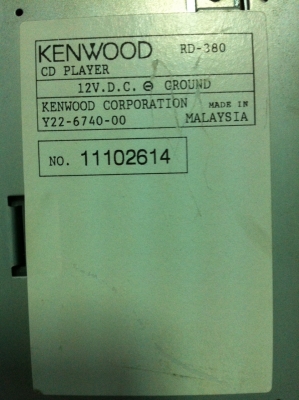 KENWOOD RD-380
CD PLAYER
12V.D.C. ⊖ GROUND
KENWOOD CORPORATION MADE IN
Y22-6740-00 MALAYSIA
NO. 11102614